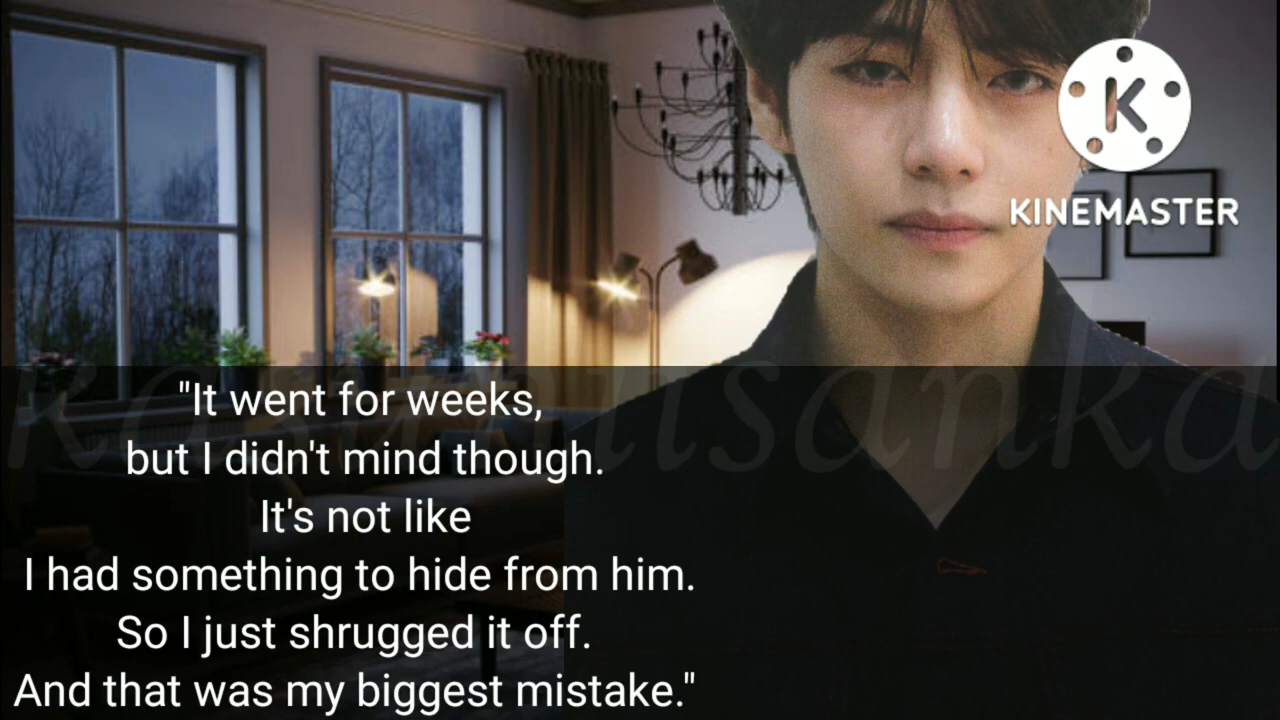 KINEMASTER
"It went for weeks,
but I didn't mind though.
It's not like
I had something to hide from him.
So I just shrugged it off.
And that was my biggest mistake."